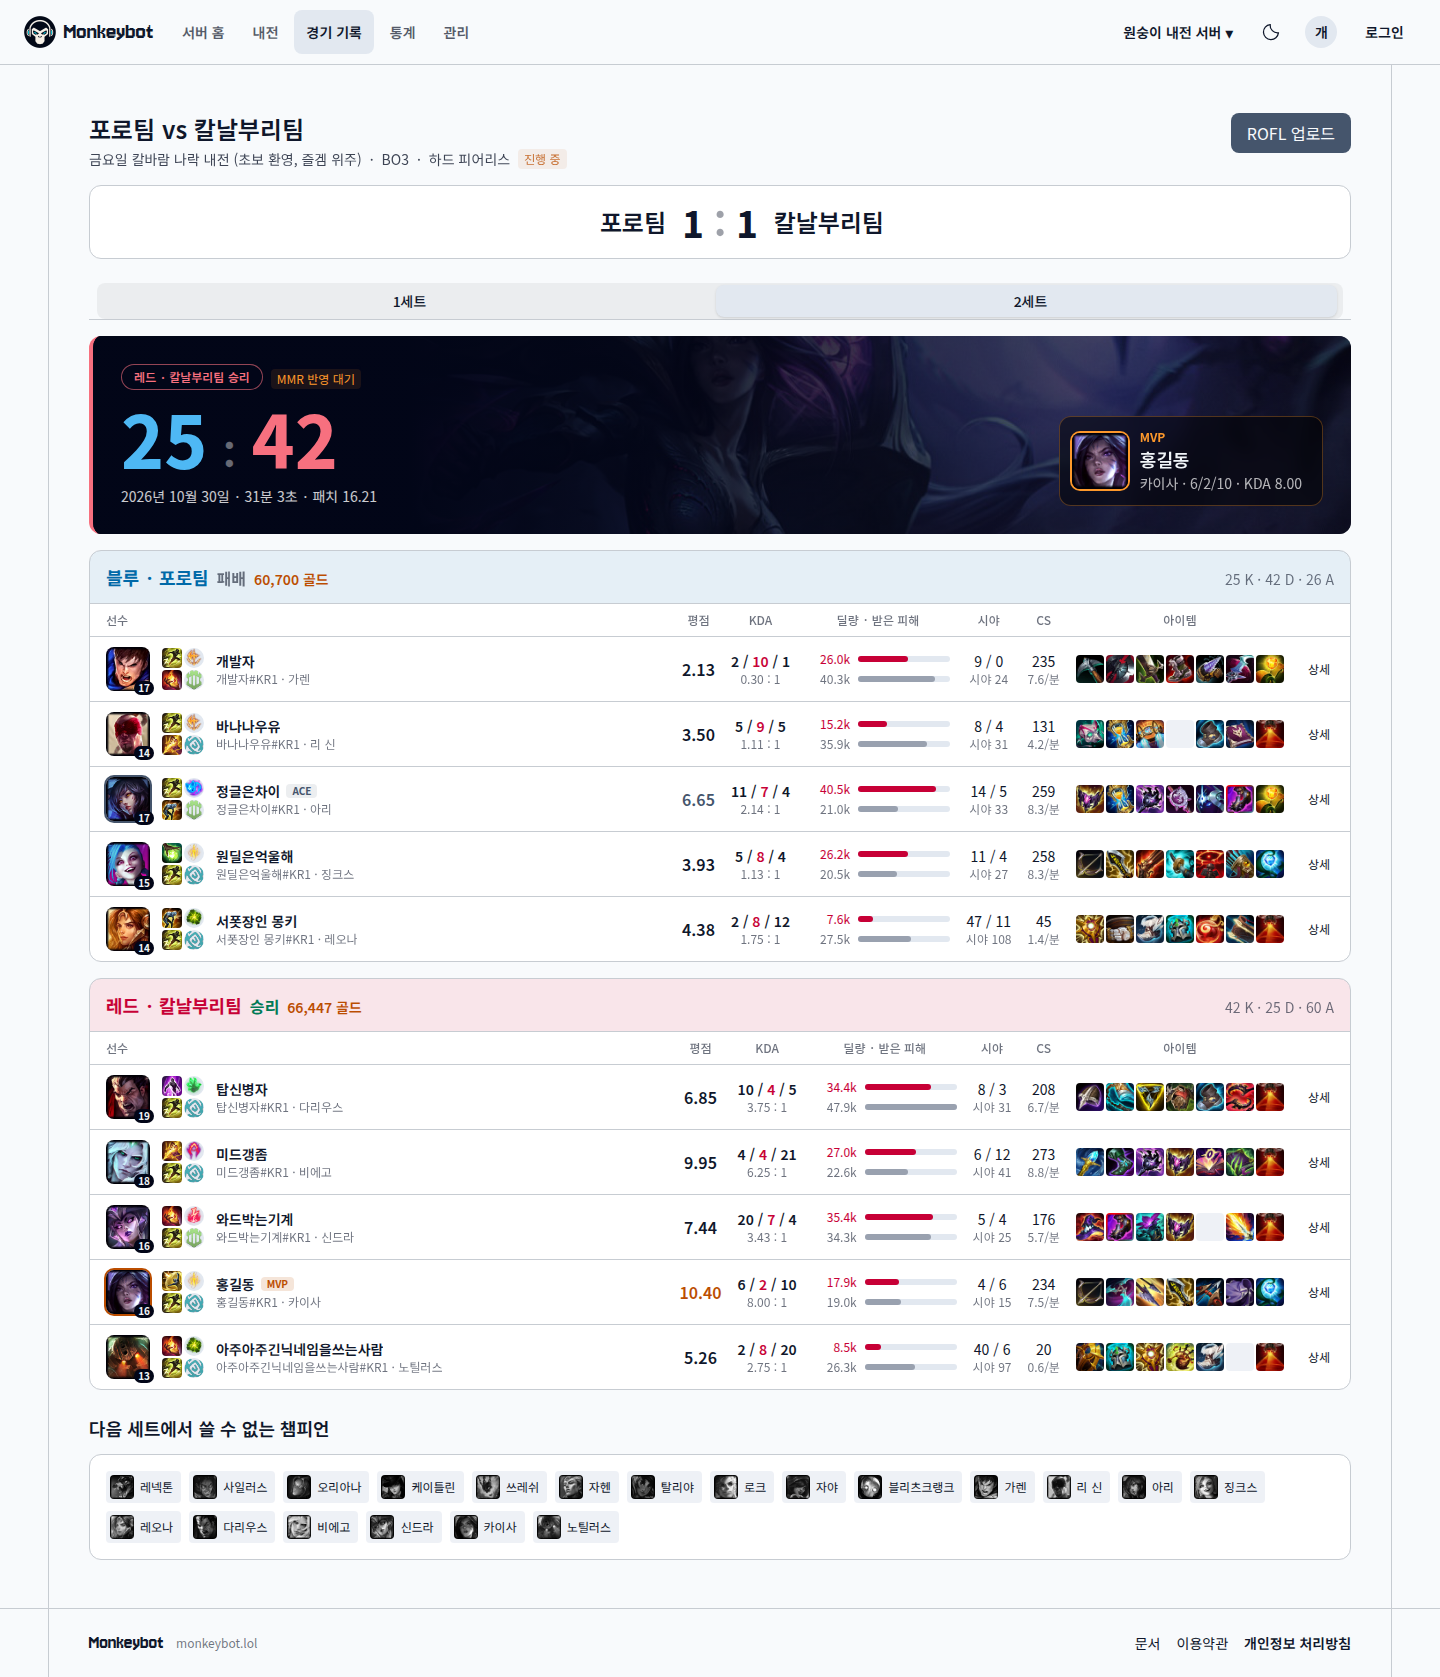 Monkeybot 서버 홈 내전 경기 기록 통계 관리 원숭이 내전 서버 ▾ 개 로그인
포로팀 vs 칼날부리팀
ROFL 업로드
금요일 칼바람 나락 내전 (초보 환영, 즐겜 위주) · BO3 · 하드 피어리스 진행 중
포로팀 1 : 1 칼날부리팀
1세트 2세트
레드 · 칼날부리팀 승리 MMR 반영 대기
25 : 42
2026년 10월 30일 · 31분 3초 · 패치 16.21
MVP
홍길동
카이사 · 6/2/10 · KDA 8.00
블루 · 포로팀 패배 60,700 골드 25 K · 42 D · 26 A
선수 평점 KDA 딜량 · 받은 피해 시야 CS 아이템
17 개발자 2.13 2 / 10 / 1 26.0k 9 / 0 235 상세
개발자#KR1 · 가렌 0.30 : 1 40.3k 시야 24 7.6/분
14 바나나우유 3.50 5 / 9 / 5 15.2k 8 / 4 131 상세
바나나우유#KR1 · 리 신 1.11 : 1 35.9k 시야 31 4.2/분
17 정글은차이 ACE 6.65 11 / 7 / 4 40.5k 14 / 5 259 상세
정글은차이#KR1 · 아리 2.14 : 1 21.0k 시야 33 8.3/분
15 원딜은억울해 3.93 5 / 8 / 4 26.2k 11 / 4 258 상세
원딜은억울해#KR1 · 징크스 1.13 : 1 20.5k 시야 27 8.3/분
14 서폿장인 몽키 4.38 2 / 8 / 12 7.6k 47 / 11 45 상세
서폿장인 몽키#KR1 · 레오나 1.75 : 1 27.5k 시야 108 1.4/분
레드 · 칼날부리팀 승리 66,447 골드 42 K · 25 D · 60 A
선수 평점 KDA 딜량 · 받은 피해 시야 CS 아이템
19 탑신병자 6.85 10 / 4 / 5 34.4k 8 / 3 208 상세
탑신병자#KR1 · 다리우스 3.75 : 1 47.9k 시야 31 6.7/분
18 미드갱좀 9.95 4 / 4 / 21 27.0k 6 / 12 273 상세
미드갱좀#KR1 · 비에고 6.25 : 1 22.6k 시야 41 8.8/분
16 와드박는기계 7.44 20 / 7 / 4 35.4k 5 / 4 176 상세
와드박는기계#KR1 · 신드라 3.43 : 1 34.3k 시야 25 5.7/분
16 홍길동 MVP 10.40 6 / 2 / 10 17.9k 4 / 6 234 상세
홍길동#KR1 · 카이사 8.00 : 1 19.0k 시야 15 7.5/분
13 아주아주긴닉네임을쓰는사람 5.26 2 / 8 / 20 8.5k 40 / 6 20 상세
아주아주긴닉네임을쓰는사람#KR1 · 노틸러스 2.75 : 1 26.3k 시야 97 0.6/분
다음 세트에서 쓸 수 없는 챔피언
레넥톤 사일러스 오리아나 케이틀린 쓰레쉬 자헨 탈리야 로크 자야 블리츠크랭크 가렌 리 신 아리 징크스
레오나 다리우스 비에고 신드라 카이사 노틸러스
Monkeybot monkeybot.lol 문서 이용약관 개인정보 처리방침